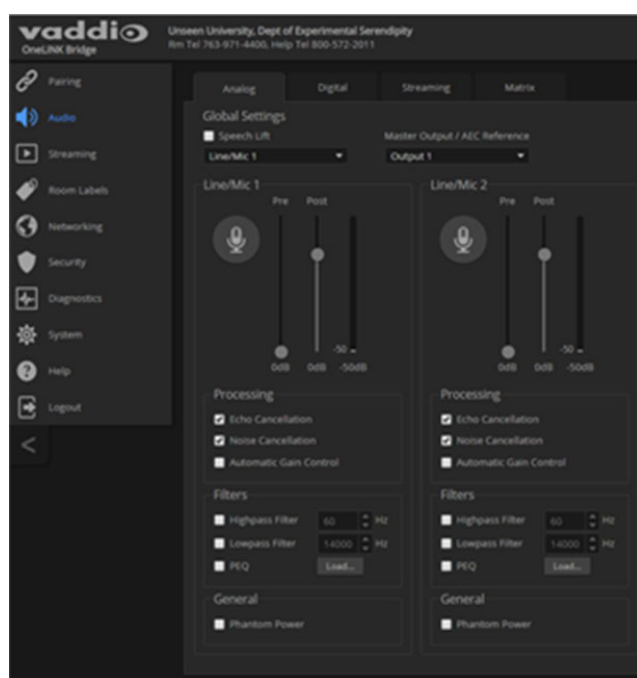 vaddio
OneLINK Bridge
Unseen University, Dept of Experimental Serendipity
Rm Tel 763-971-4400, Help Tel 800-572-2011
Pairing
Audio
Streaming
Room Labels
Networking
Security
Diagnostics
System
Help
Logout
<
Analog Digital Streaming Matrix
Global Settings
Speech Lift Master Output / AEC Reference
Line/Mic 1 Output 1
Line/Mic 1
Pre Post
-50
0dB 0dB -50dB
Processing
Echo Cancellation
Noise Cancellation
Automatic Gain Control
Filters
Highpass Filter 60 Hz
Lowpass Filter 14000 Hz
PEQ Load...
General
Phantom Power
Line/Mic 2
Pre Post
-50
0dB 0dB -50dB
Processing
Echo Cancellation
Noise Cancellation
Automatic Gain Control
Filters
Highpass Filter 60 Hz
Lowpass Filter 14000 Hz
PEQ Load...
General
Phantom Power